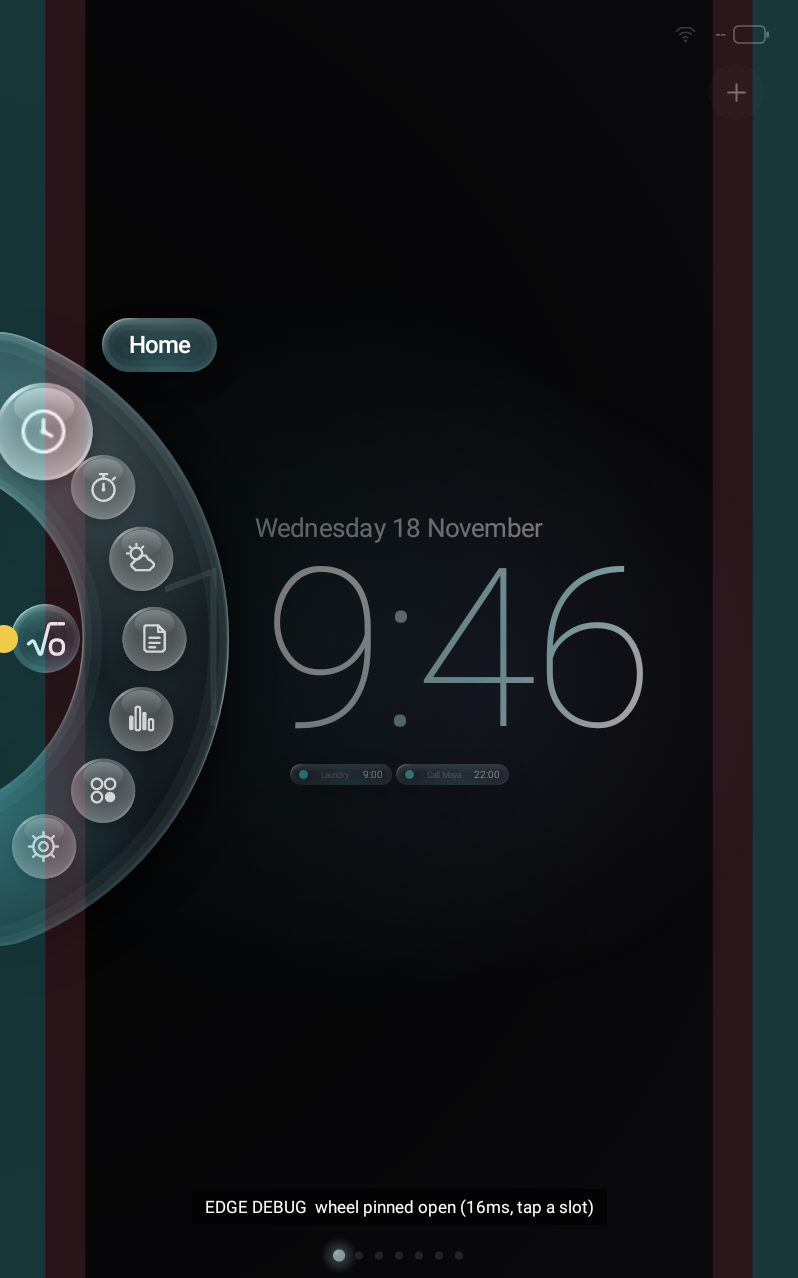 --
Home
Wednesday 18 November
9:46
Laundry 9:00 Call Maya 22:00
EDGE DEBUG wheel pinned open (16ms, tap a slot)